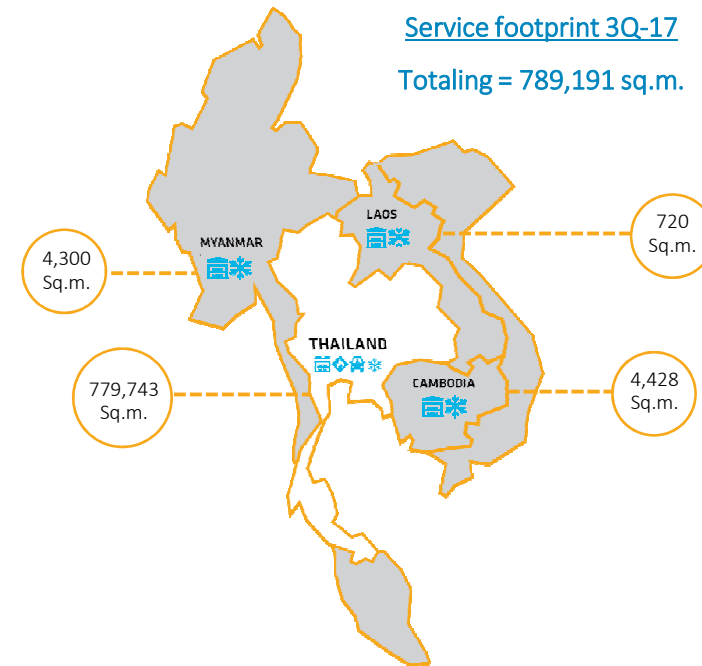 Service footprint 3Q-17
Totaling = 789,191 sq.m.
LAOS
720
Sq.m.
MYANMAR
4,300
Sq.m.
THAILAND
779,743
Sq.m.
CAMBODIA
4,428
Sq.m.